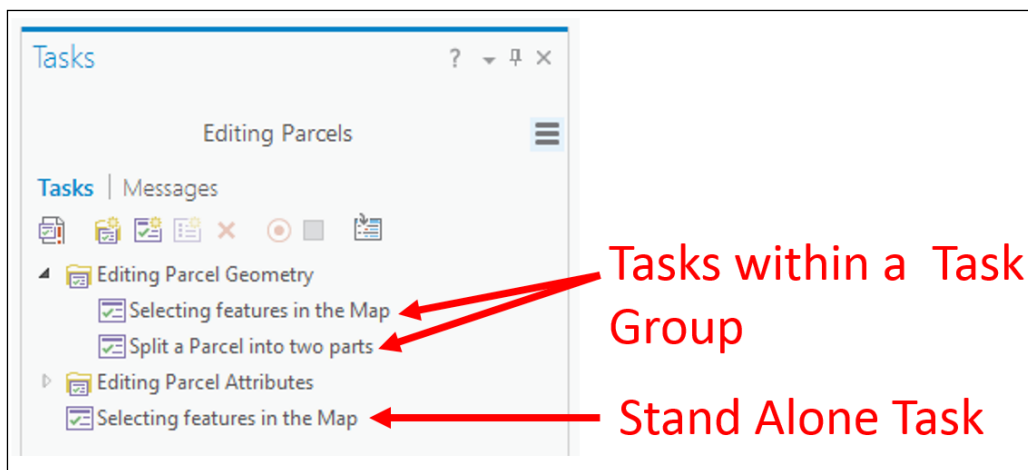 Tasks
?
Editing Parcels
Tasks | Messages
Editing Parcel Geometry
Selecting features in the Map
Split a Parcel into two parts
Editing Parcel Attributes
Selecting features in the Map
Tasks within a Task
Group
Stand Alone Task